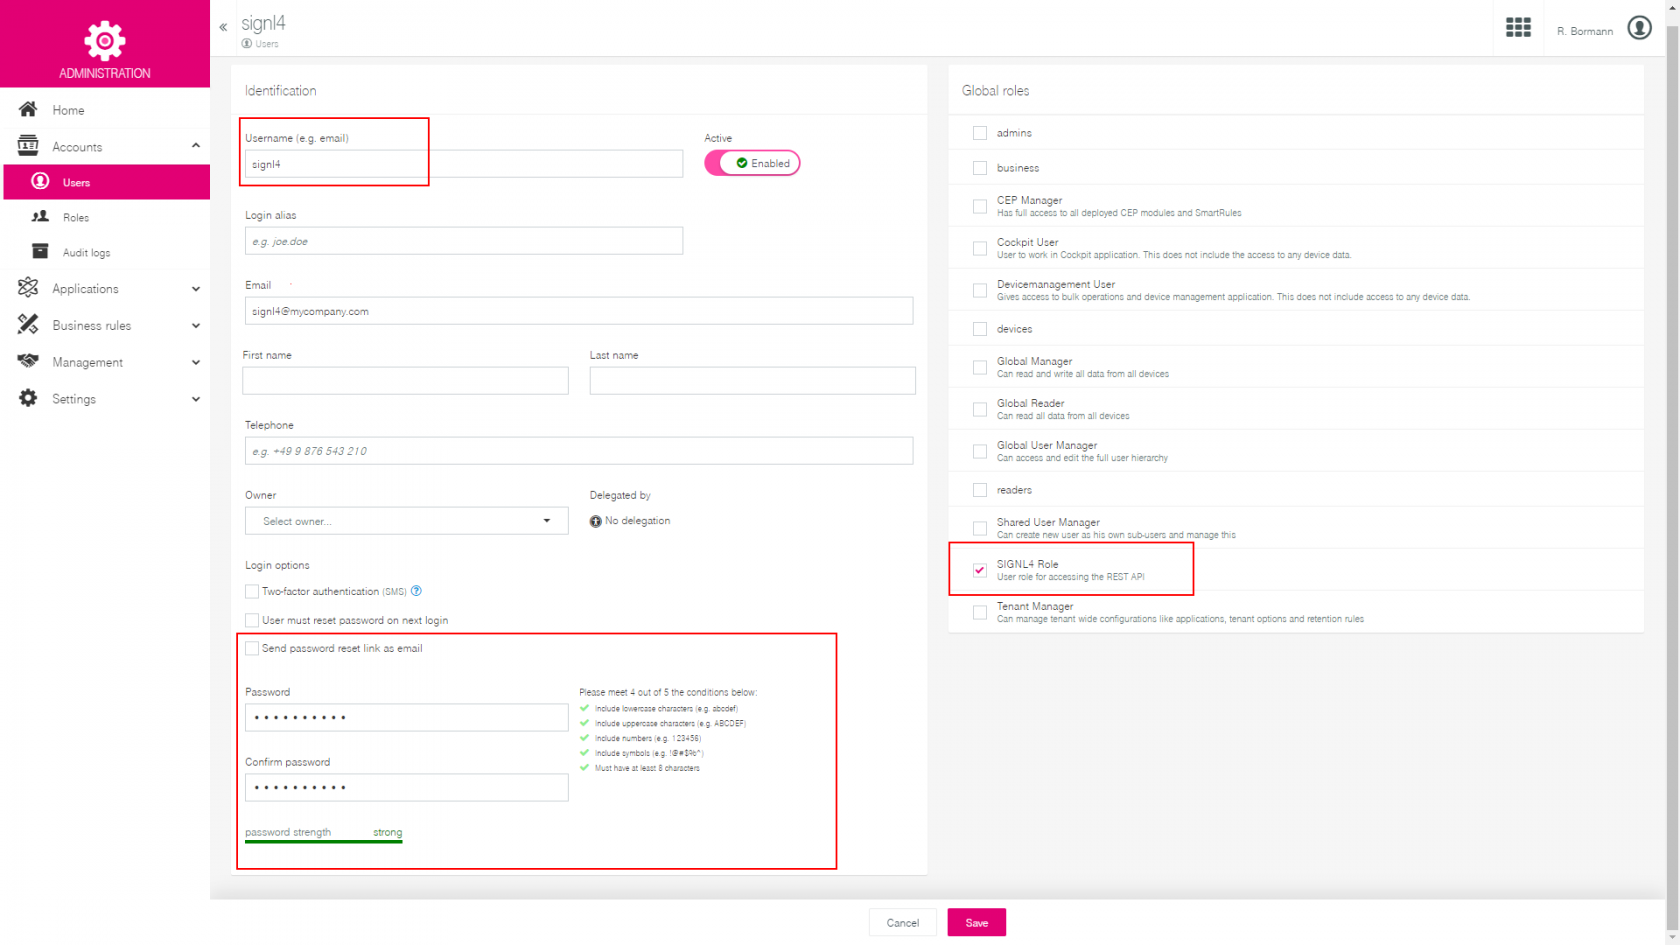 ADMINISTRATION
Home
Accounts
Users
Roles
Audit logs
Applications
Business rules
Management
Settings
«
signl4
Users
R. Bormann
Identification
Username (e.g. email)
signl4
Active
Enabled
Login alias
e.g. joe.doe
Email
signl4@mycompany.com
First name
Last name
Telephone
e.g. +49 9 876 543 210
Owner
Select owner...
Delegated by
No delegation
Login options
Two-factor authentication (SMS) ?
User must reset password on next login
Send password reset link as email
Password
••••••••••
Please meet 4 out of 5 the conditions below:
Include lowercase characters (e.g. abcdef)
Include uppercase characters (e.g. ABCDEF)
Include numbers (e.g. 123456)
Include symbols (e.g. !@#$%^)
Must have at least 8 characters
Confirm password
••••••••••
password strength strong
Global roles
admins
business
CEP Manager
Has full access to all deployed CEP modules and SmartRules
Cockpit User
User to work in Cockpit application. This does not include the access to any device data.
Devicemanagement User
Gives access to bulk operations and device management application. This does not include access to any device data.
devices
Global Manager
Can read and write all data from all devices
Global Reader
Can read all data from all devices
Global User Manager
Can access and edit the full user hierarchy
readers
Shared User Manager
Can create new user as his own sub-users and manage this
SIGNL4 Role
User role for accessing the REST API
Tenant Manager
Can manage tenant wide configurations like applications, tenant options and retention rules
Cancel
Save